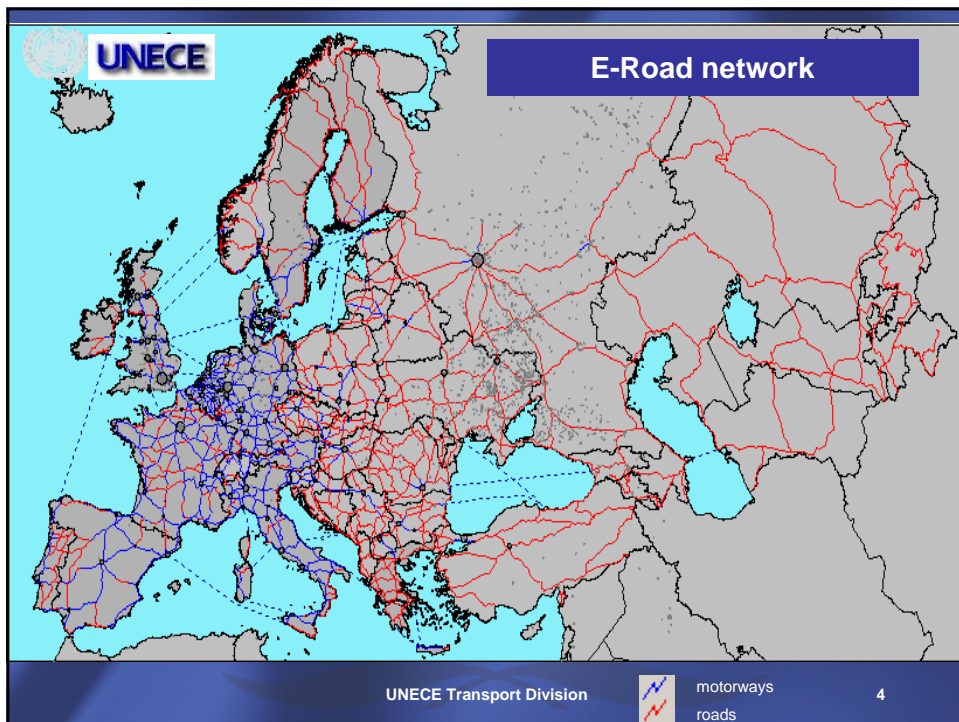 UNECE
E-Road network
UNECE Transport Division
motorways
roads
4